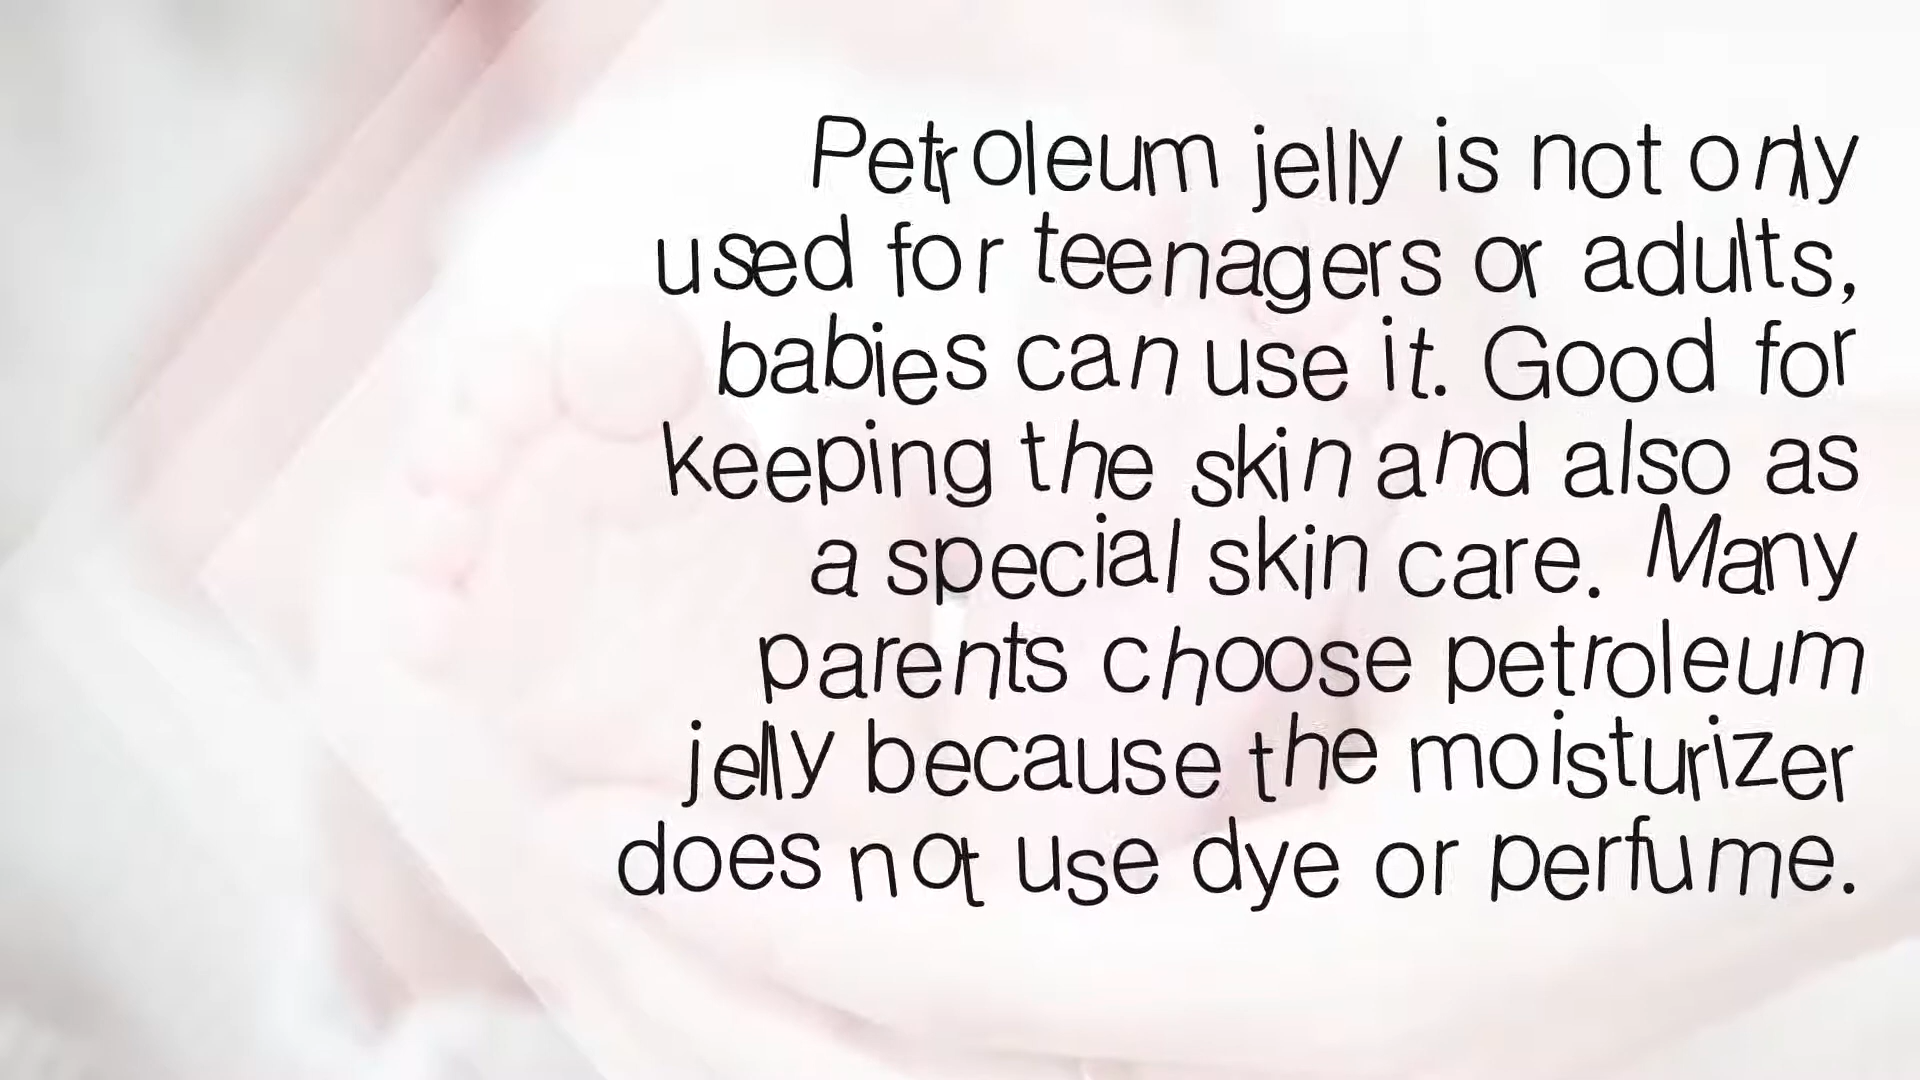 Petroleum jelly is not only
used for teenagers or adults,
babies can use it. Good for
keeping the skin and also as
a special skin care. Many
parents choose petroleum
jelly because the moisturizer
does not use dye or perfume.